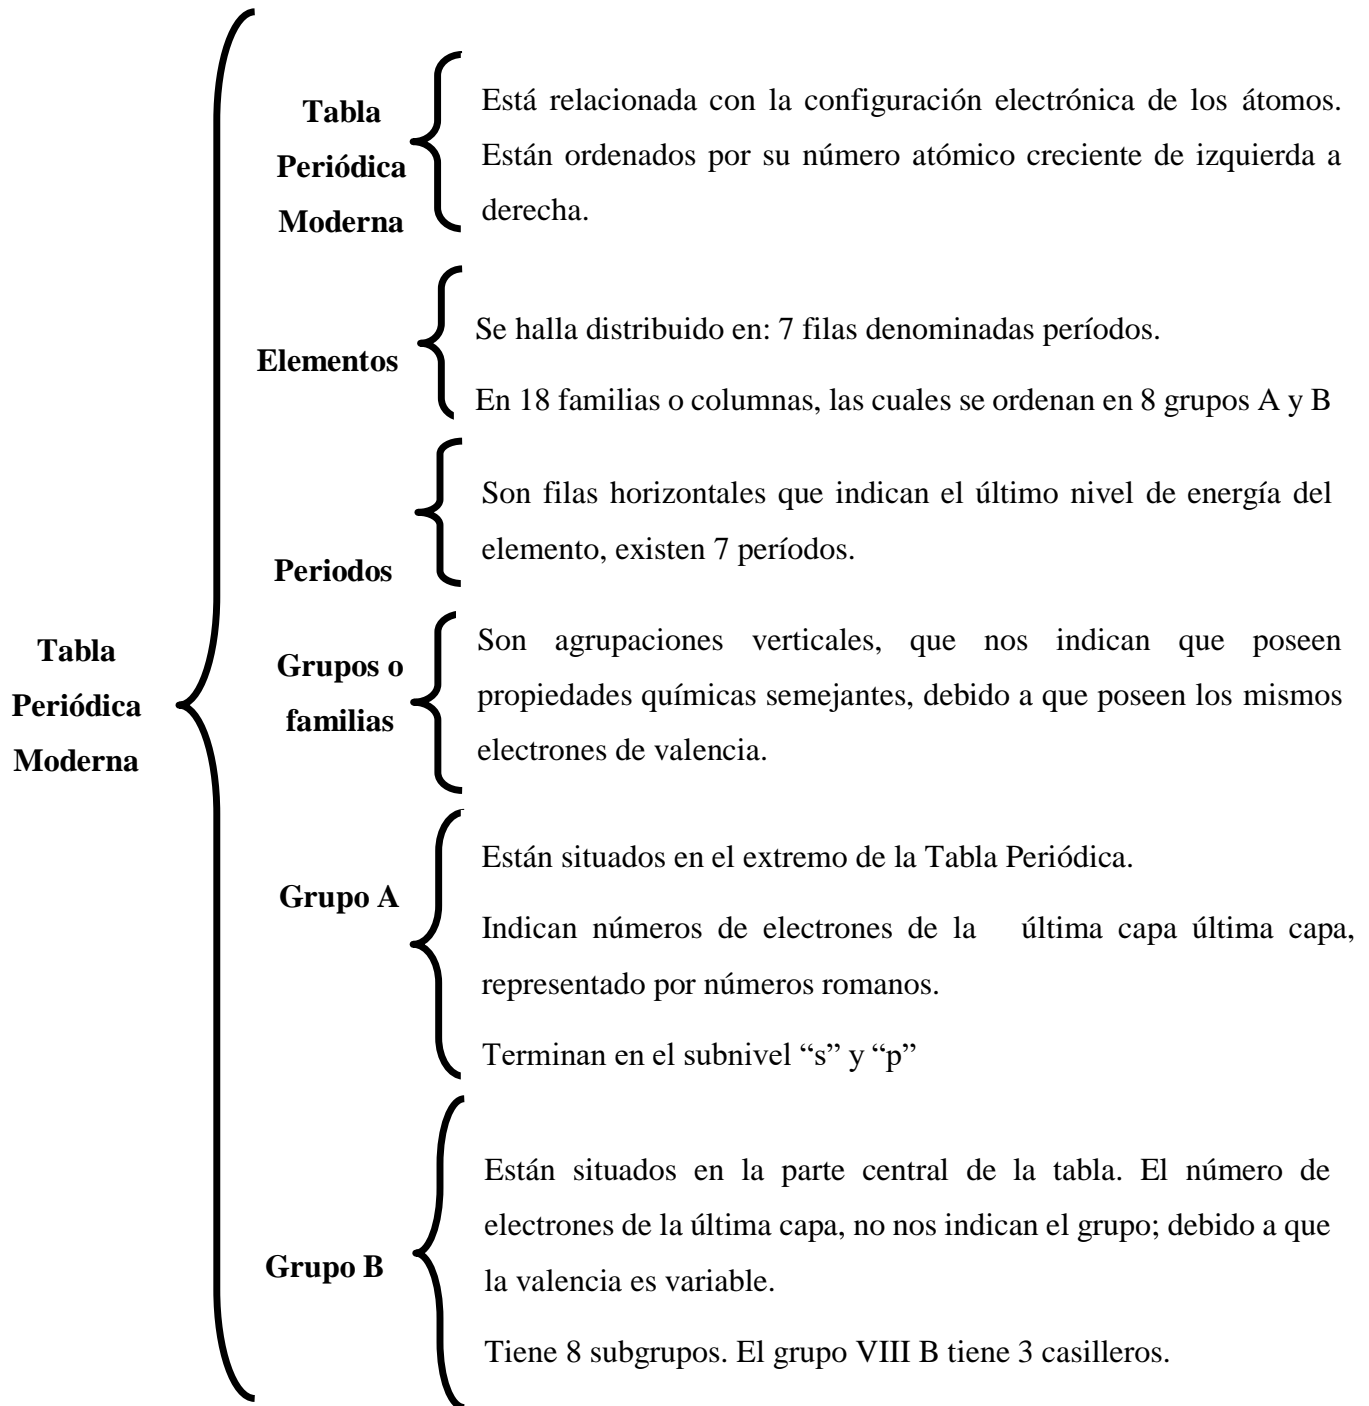 Tabla
Periódica
Moderna
Tabla
Periódica
Moderna
Está relacionada con la configuración electrónica de los átomos.
Están ordenados por su número atómico creciente de izquierda a
derecha.
Elementos
Se halla distribuido en: 7 filas denominadas períodos.
En 18 familias o columnas, las cuales se ordenan en 8 grupos A y B
Periodos
Son filas horizontales que indican el último nivel de energía del
elemento, existen 7 períodos.
Grupos o
familias
Son agrupaciones verticales, que nos indican que poseen
propiedades químicas semejantes, debido a que poseen los mismos
electrones de valencia.
Grupo A
Están situados en el extremo de la Tabla Periódica.
Indican números de electrones de la última capa última capa,
representado por números romanos.
Terminan en el subnivel “s” y “p”
Grupo B
Están situados en la parte central de la tabla. El número de
electrones de la última capa, no nos indican el grupo; debido a que
la valencia es variable.
Tiene 8 subgrupos. El grupo VIII B tiene 3 casilleros.